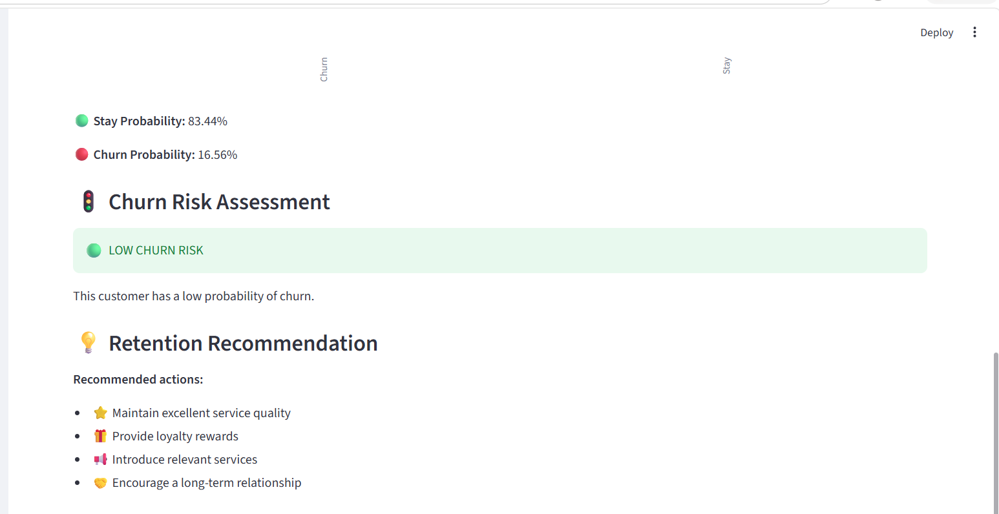 Deploy
Churn
Stay
Stay Probability: 83.44%
Churn Probability: 16.56%
Churn Risk Assessment
LOW CHURN RISK
This customer has a low probability of churn.
Retention Recommendation
Recommended actions:
Maintain excellent service quality
Provide loyalty rewards
Introduce relevant services
Encourage a long-term relationship